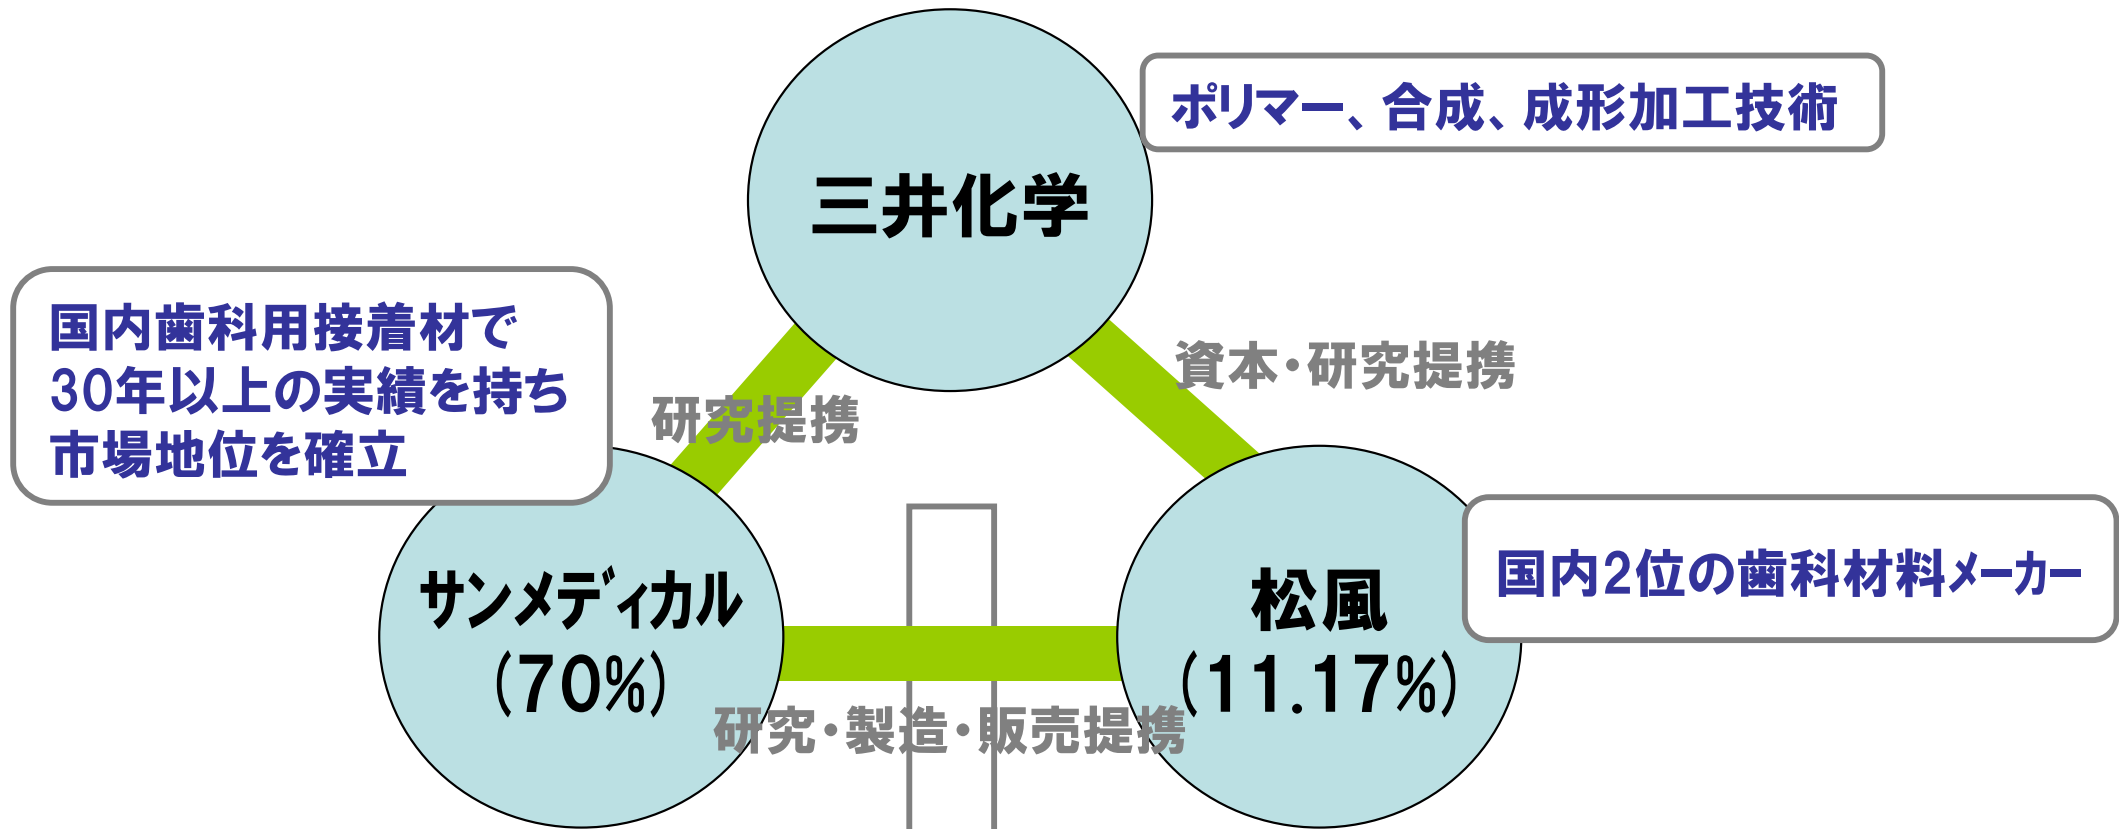 三井化学
ポリマー、合成、成形加工技術
国内歯科用接着材で
30年以上の実績を持ち
市場地位を確立
研究提携
資本・研究提携
サンメディカル
(70%)
松風
(11.17%)
国内2位の歯科材料メーカー
研究・製造・販売提携